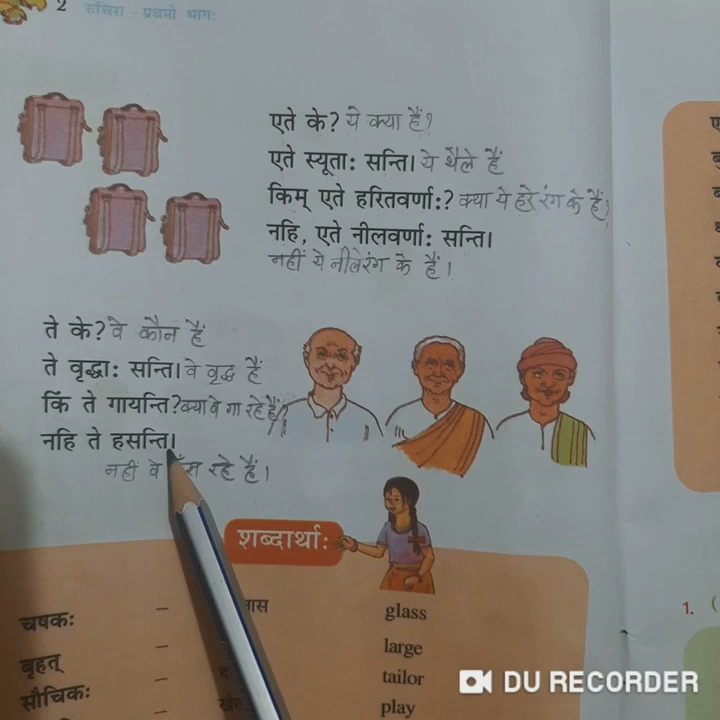 2 रुचिरा - प्रथमो भागः
एते के? ये क्या हैं?
एते स्यूताः सन्ति। ये थैले हैं
किम् एते हरितवर्णाः? क्या ये हरे रंग के हैं?
नहि, एते नीलवर्णाः सन्ति।
नहीं ये नीले रंग के हैं।
ते के? वे कौन हैं
ते वृद्धाः सन्ति। वे वृद्ध हैं
किं ते गायन्ति? क्या वे गा रहे हैं
नहि ते हसन्ति।
नहीं वे रहे हैं।
शब्दार्थाः
चषकः – glass
बृहत् – large
सौचिकः – tailor
play
1.
DU RECORDER